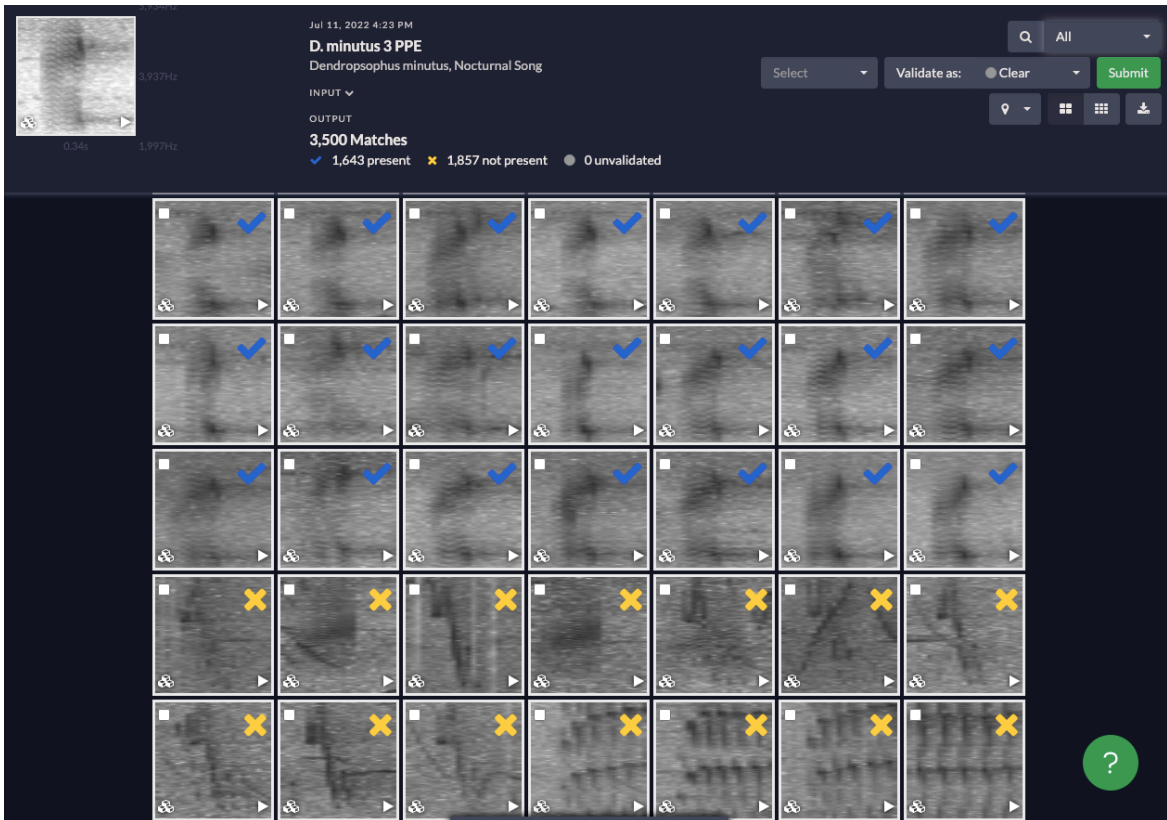 3,934Hz
Jul 11, 2022 4:23 PM
D. minutus 3 PPE
Dendropsophus minutus, Nocturnal Song
3,937Hz
INPUT
OUTPUT
3,500 Matches
0.34s 1,997Hz
1,643 present 1,857 not present 0 unvalidated
All
Select Validate as: Clear Submit
?